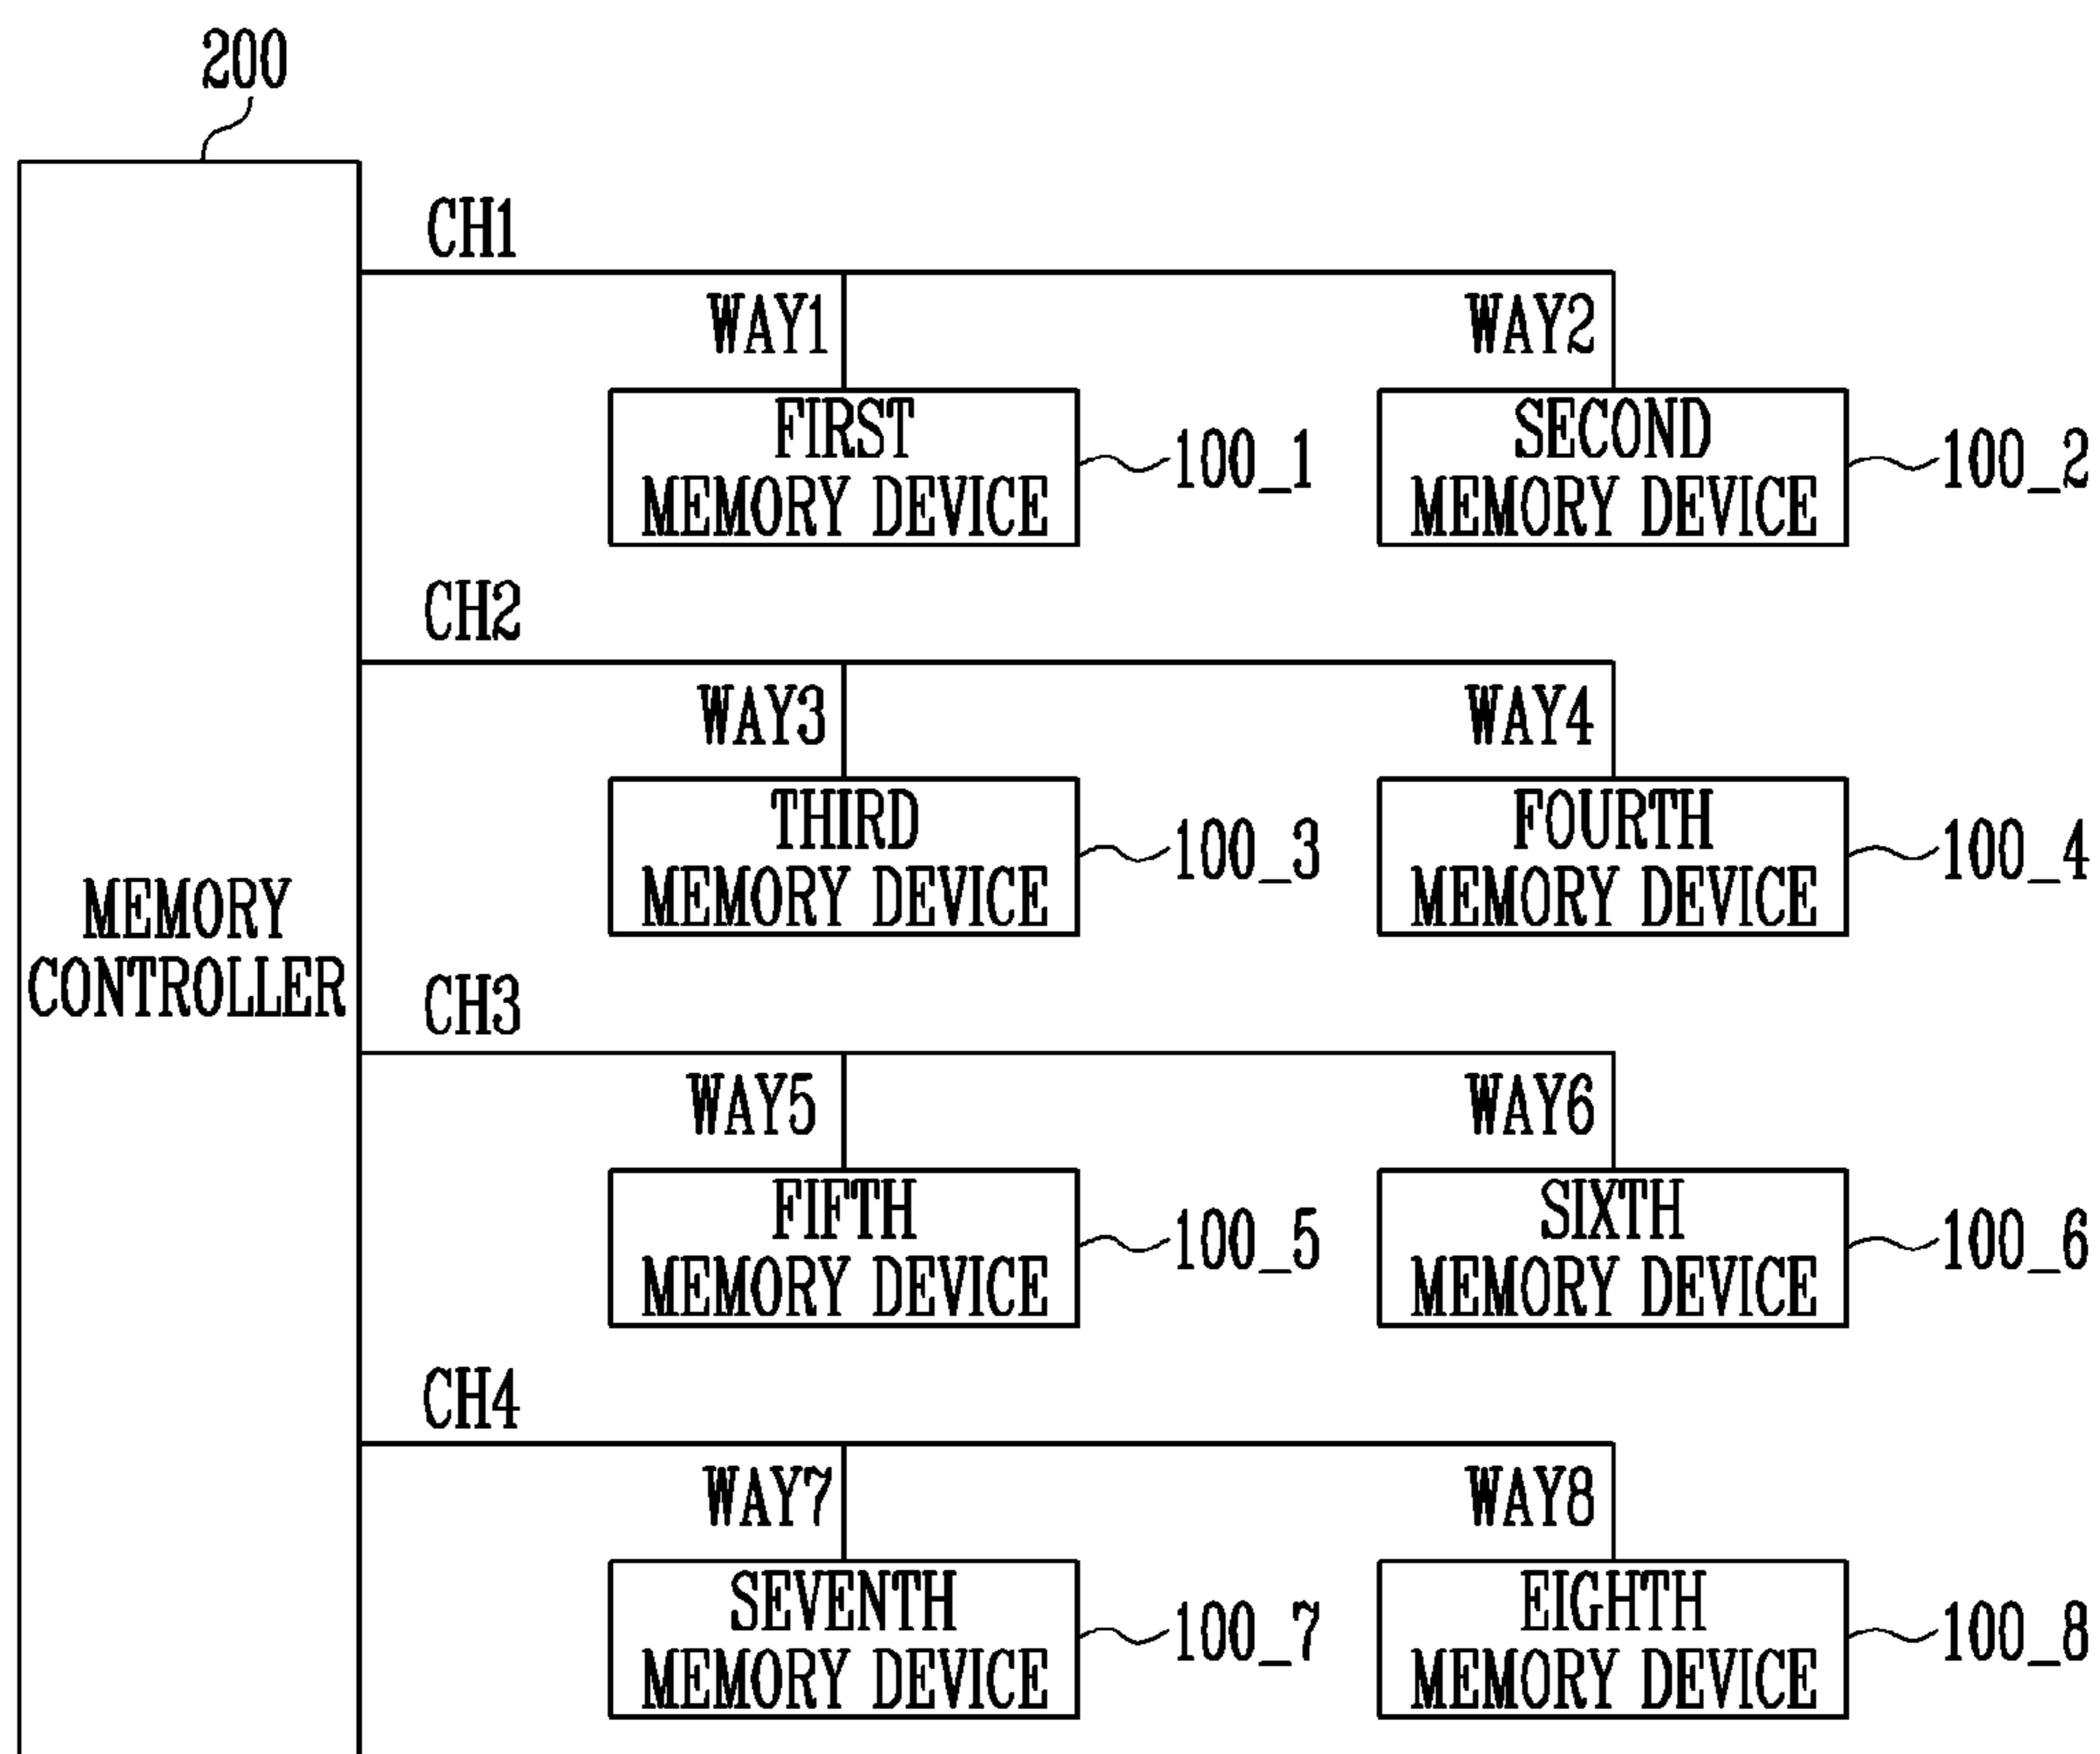 200
CH1
WAY1
WAY2
FIRST
MEMORY DEVICE
100_1
SECOND
MEMORY DEVICE
100_2
CH2
WAY3
WAY4
THIRD
MEMORY DEVICE
100_3
FOURTH
MEMORY DEVICE
100_4
MEMORY
CONTROLLER
CH3
WAY5
WAY6
FIFTH
MEMORY DEVICE
100_5
SIXTH
MEMORY DEVICE
100_6
CH4
WAY7
WAY8
SEVENTH
MEMORY DEVICE
100_7
EIGHTH
MEMORY DEVICE
100_8